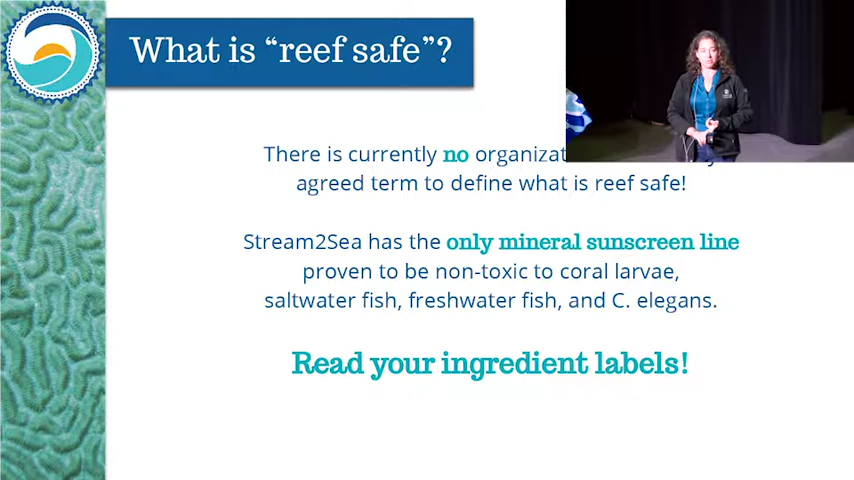 What is “reef safe”?
There is currently no
agreed term to define what is reef safe!
Stream2Sea has the only mineral sunscreen line
proven to be non-toxic to coral larvae,
saltwater fish, freshwater fish, and C. elegans.
Read your ingredient labels!